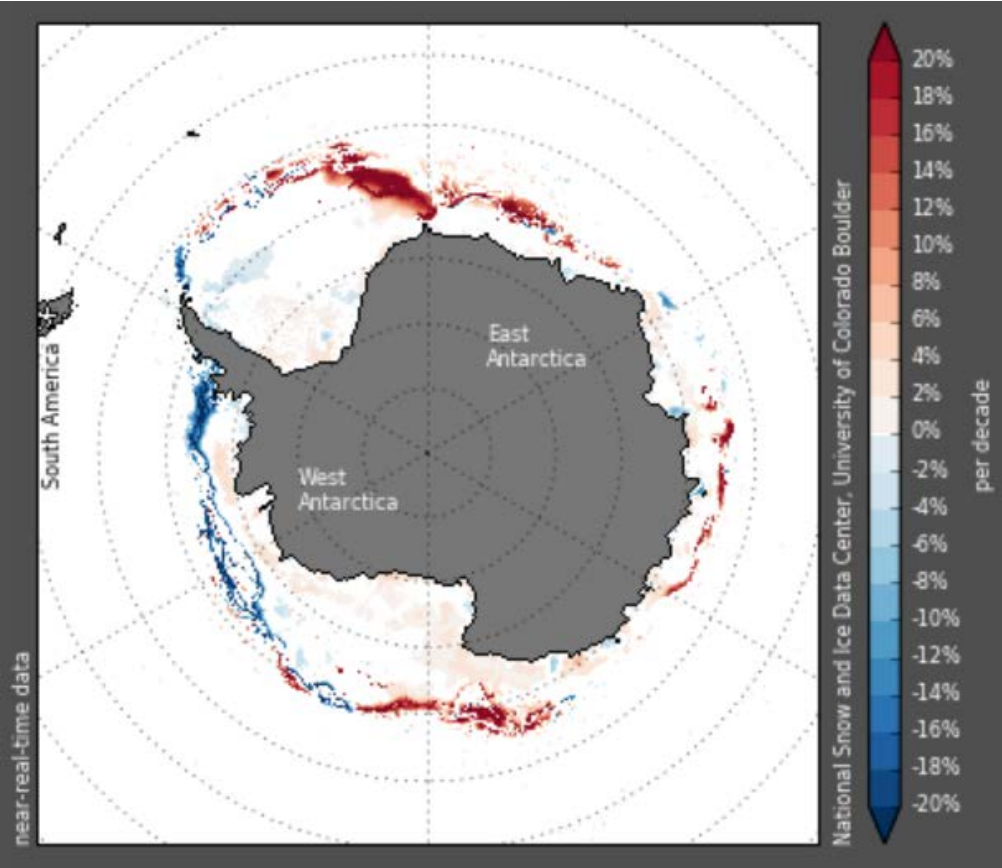 East
Antarctica
West
Antarctica
South America
near-real-time data
National Snow and Ice Data Center, University of Colorado Boulder
20%
18%
16%
14%
12%
10%
8%
6%
4%
2%
0%
-2%
-4%
-6%
-8%
-10%
-12%
-14%
-16%
-18%
-20%
per decade